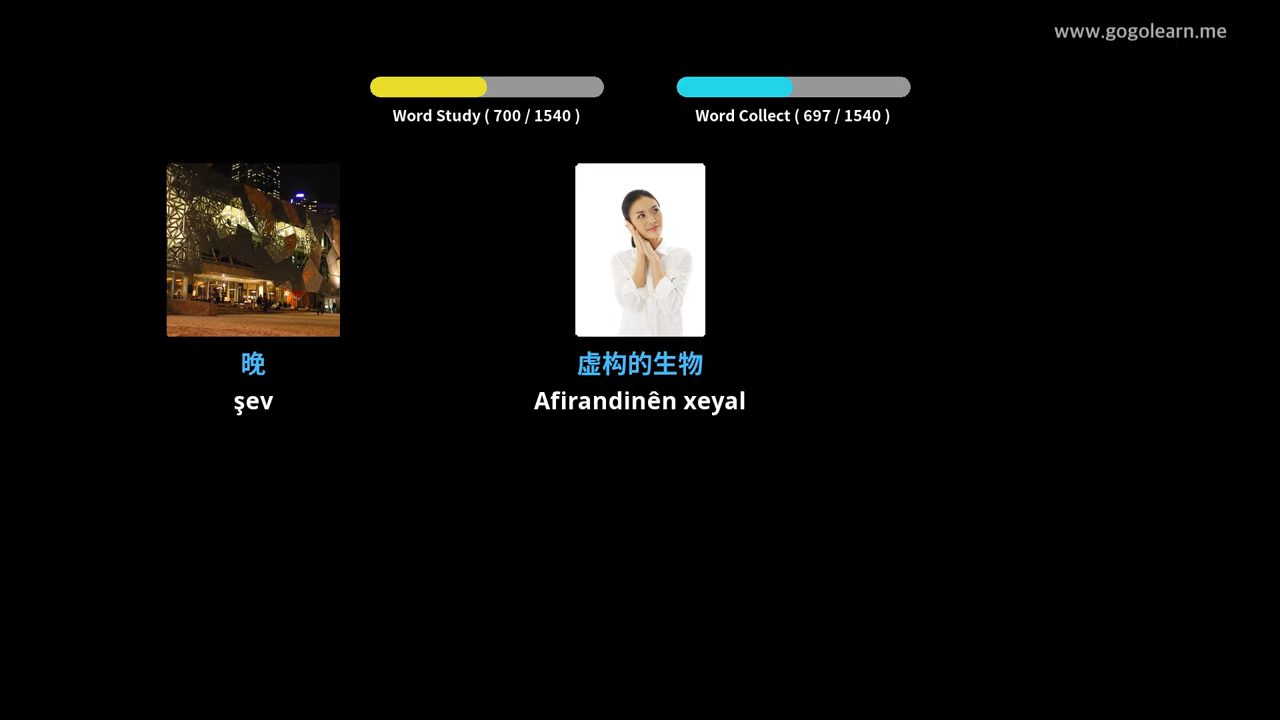 www.gogolearn.me
Word Study ( 700 / 1540 )
Word Collect ( 697 / 1540 )
晚
şev
虚构的生物
Afirandinên xeyal